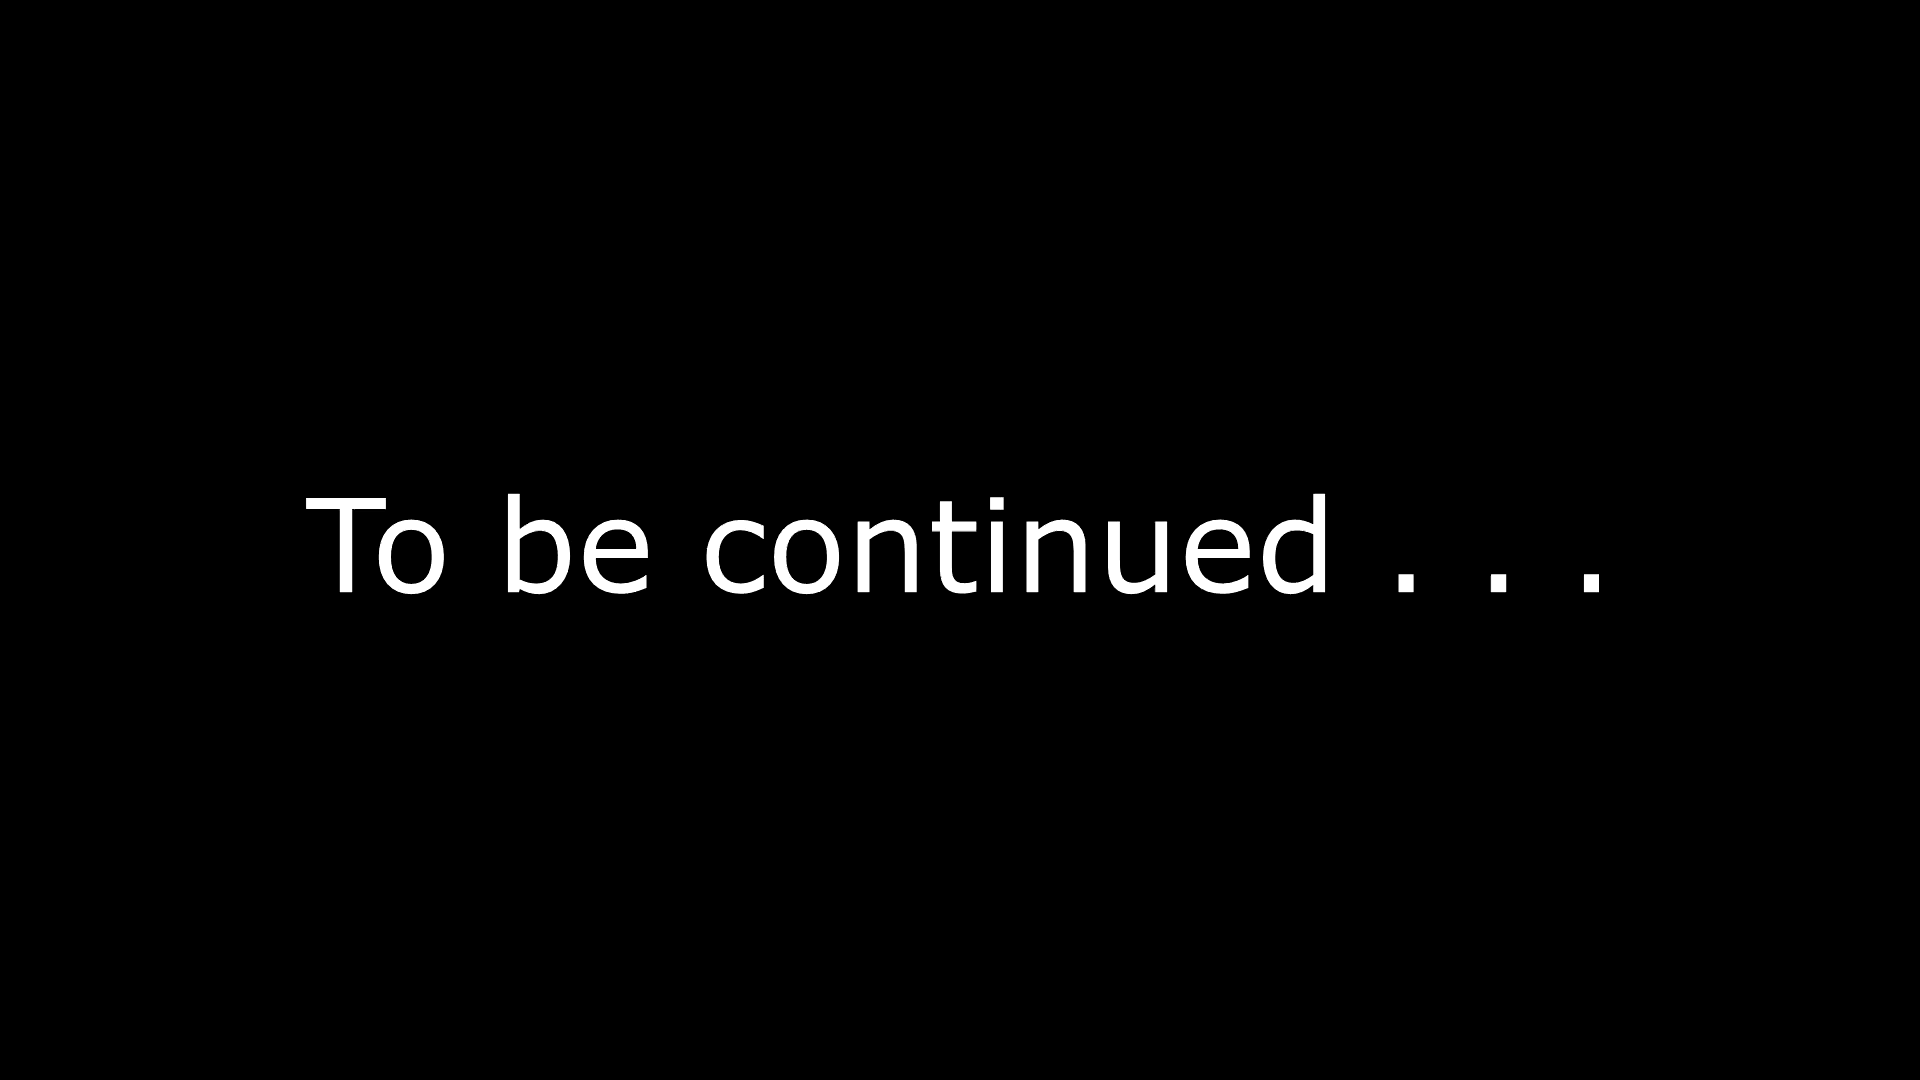 To be continued . . .